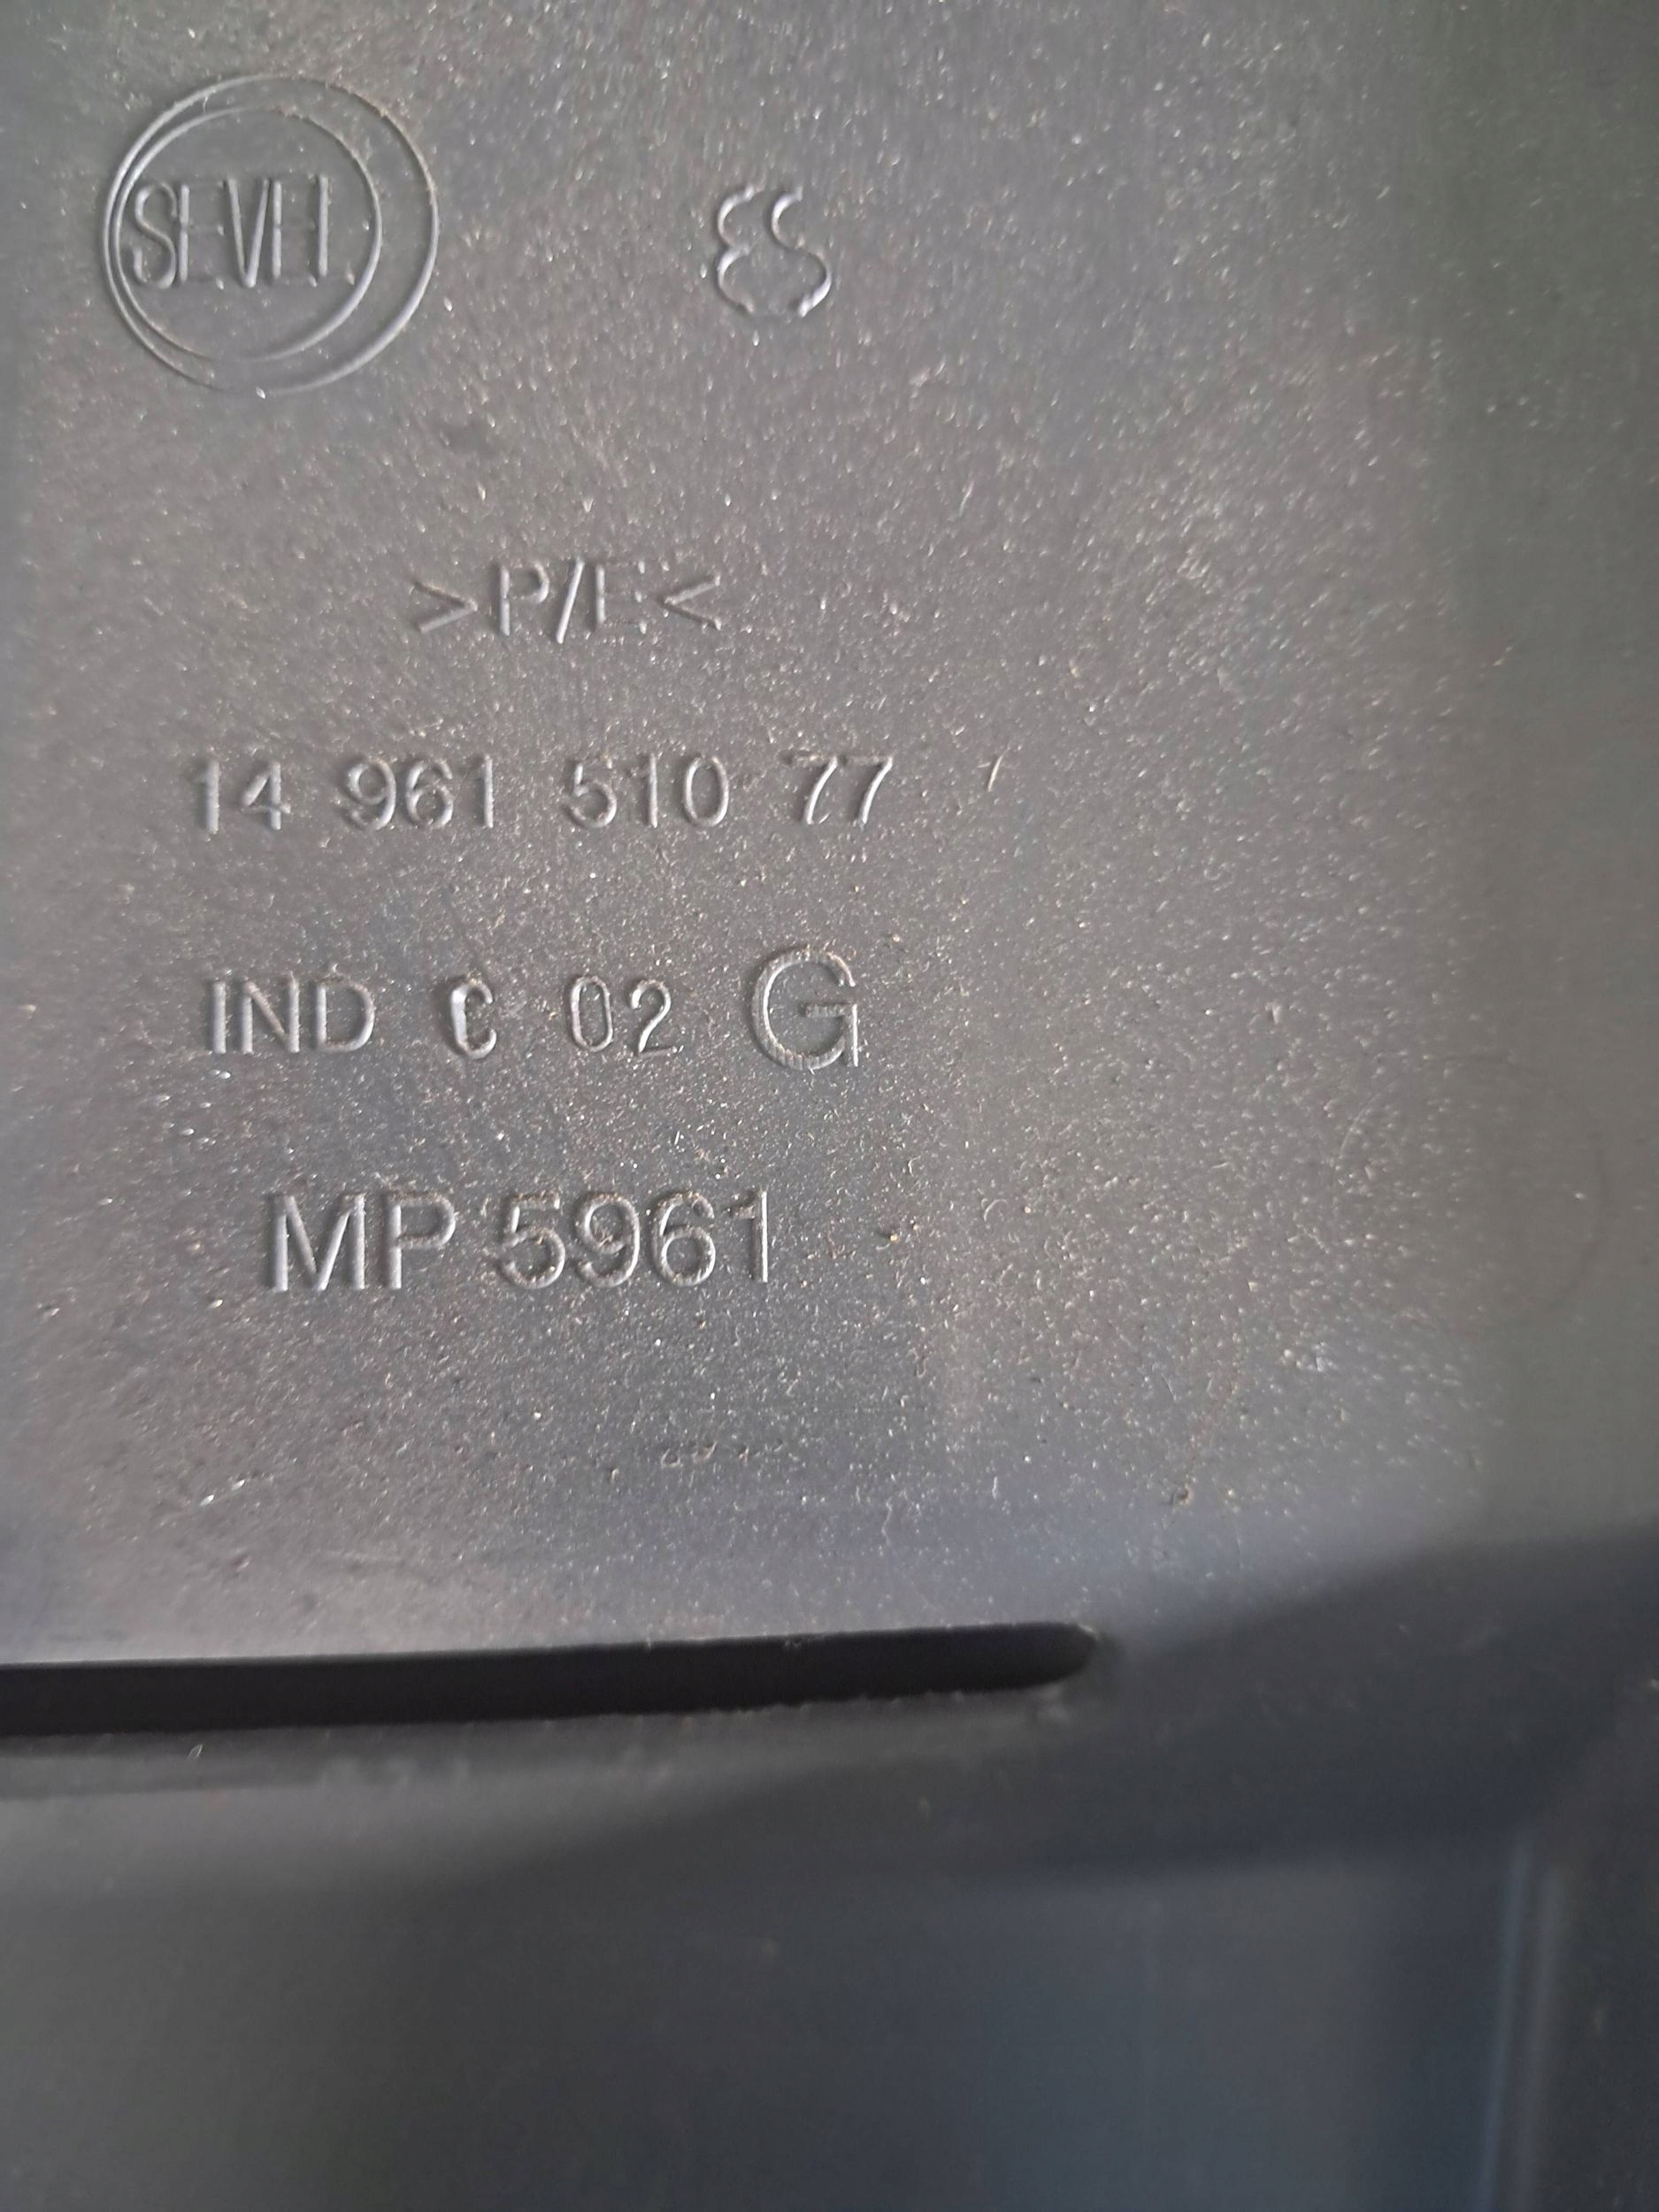 SEVEL
>P/E<
14 961 510 77
IND C 02 G
MP 5961